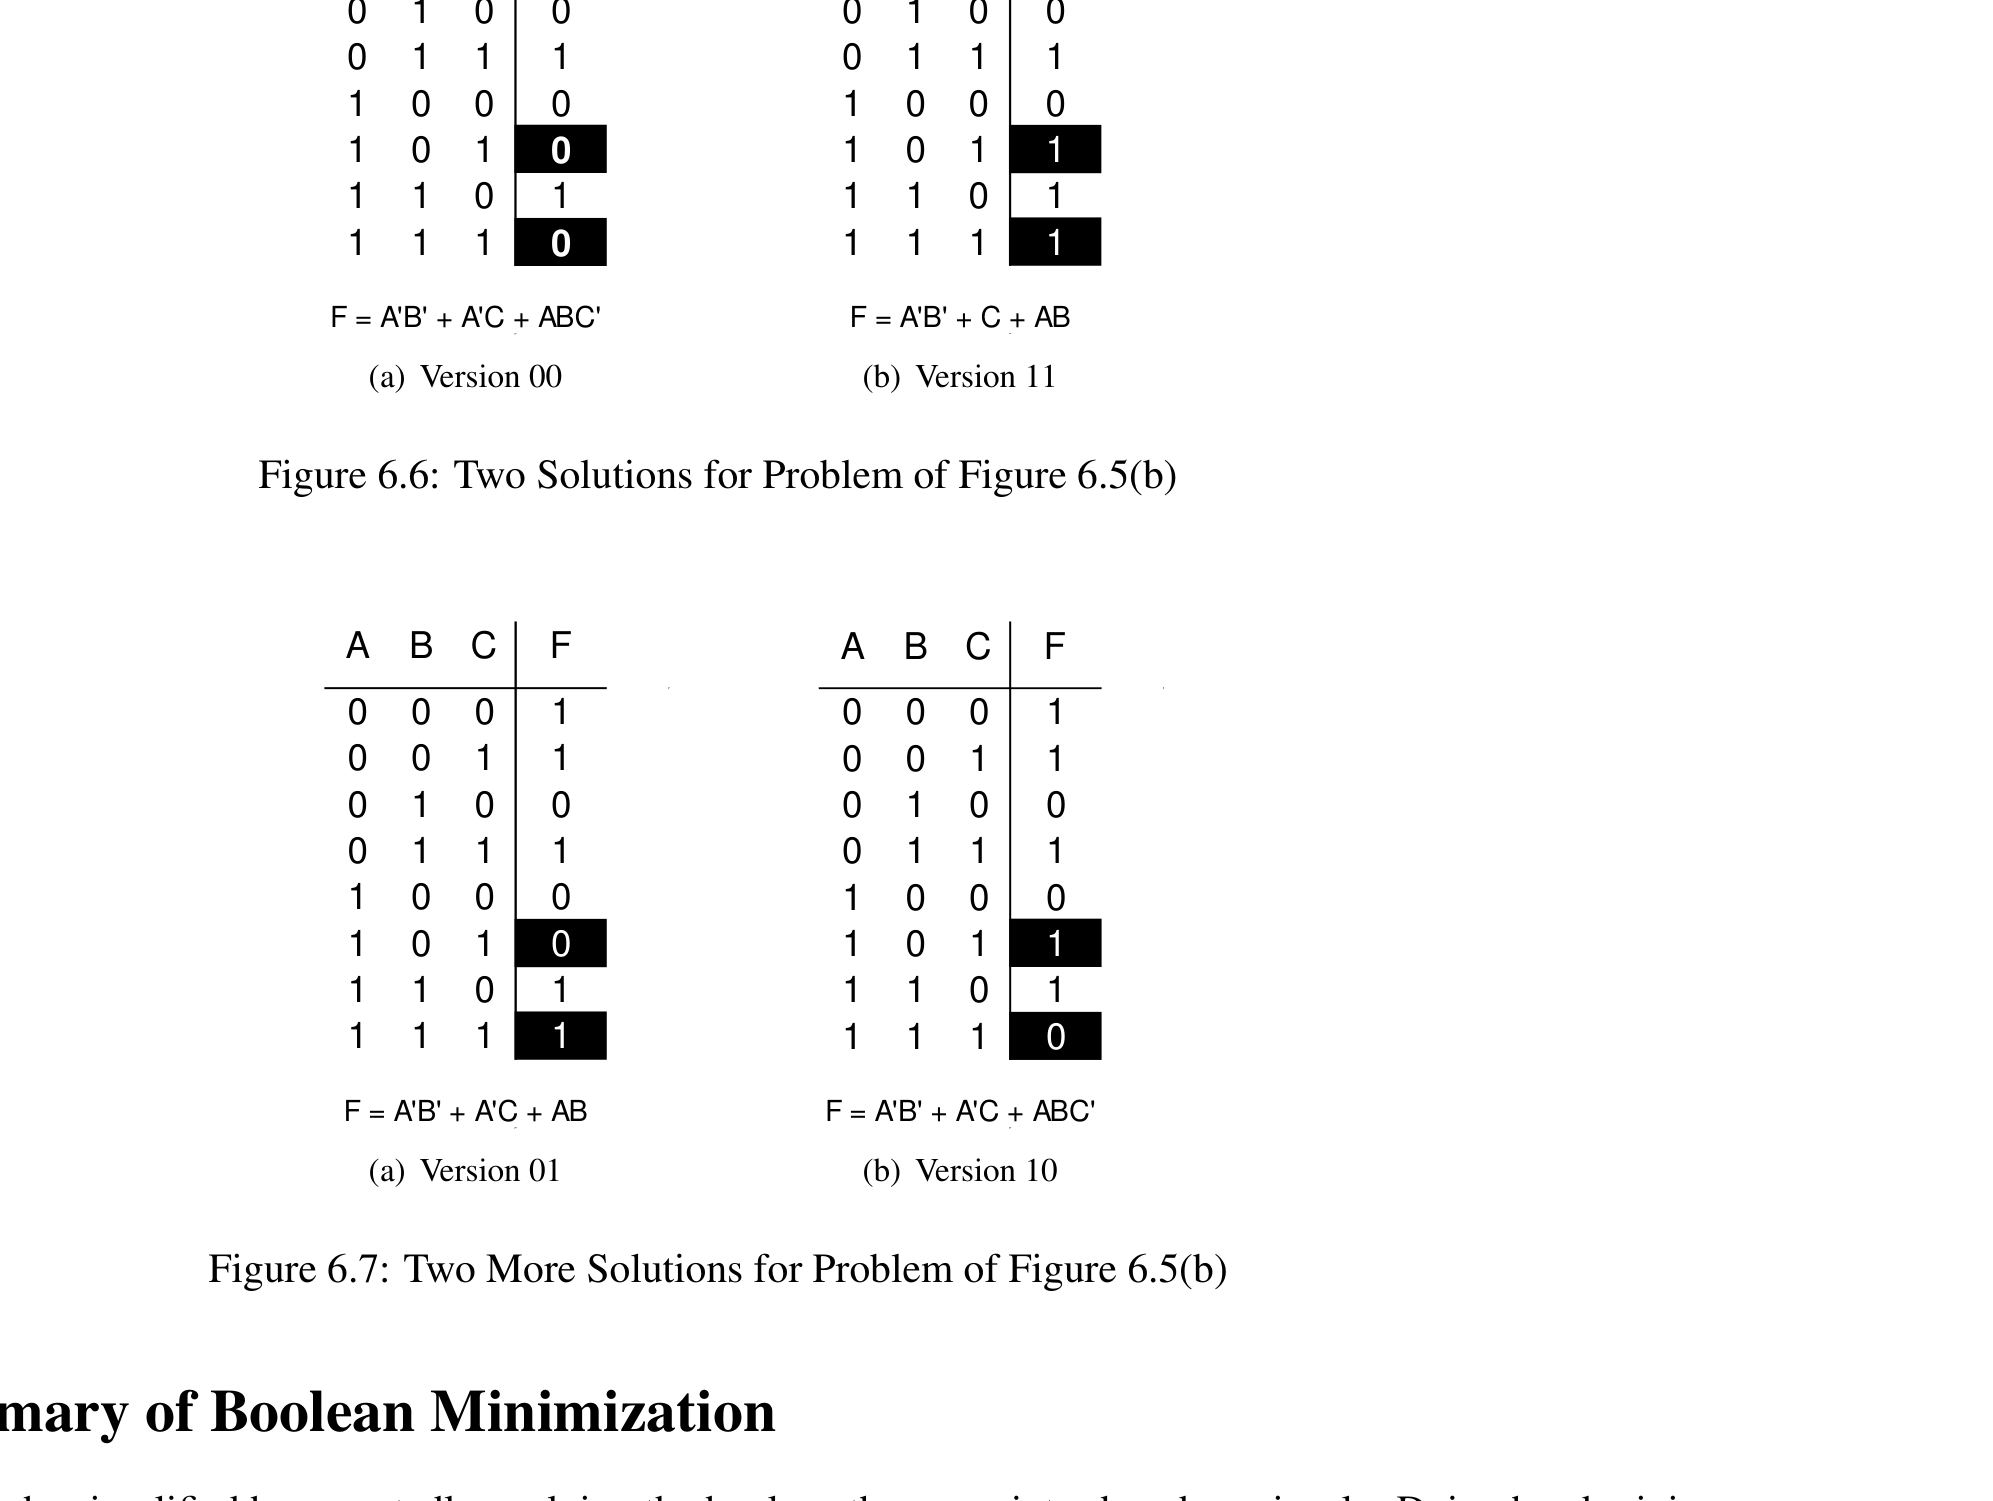 0 1 0 0 0 1 0 0
0 1 1 1 0 1 1 1
1 0 0 0 1 0 0 0
1 0 1 0 1 0 1 1
1 1 0 1 1 1 0 1
1 1 1 0 1 1 1 1
F = A'B' + A'C + ABC' F = A'B' + C + AB
(a) Version 00 (b) Version 11
Figure 6.6: Two Solutions for Problem of Figure 6.5(b)
A B C F A B C F
0 0 0 1 0 0 0 1
0 0 1 1 0 0 1 1
0 1 0 0 0 1 0 0
0 1 1 1 0 1 1 1
1 0 0 0 1 0 0 0
1 0 1 0 1 0 1 1
1 1 0 1 1 1 0 1
1 1 1 1 1 1 1 0
F = A'B' + A'C + AB F = A'B' + A'C + ABC'
(a) Version 01 (b) Version 10
Figure 6.7: Two More Solutions for Problem of Figure 6.5(b)
mary of Boolean Minimization